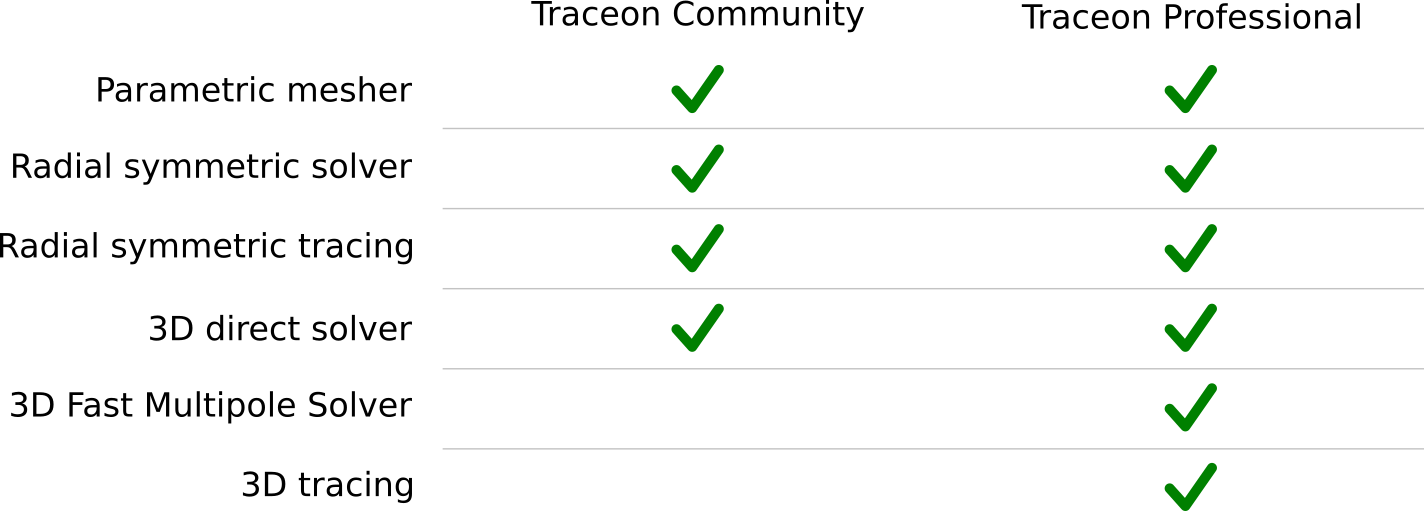 Traceon Community Traceon Professional
Parametric mesher
Radial symmetric solver
Radial symmetric tracing
3D direct solver
3D Fast Multipole Solver
3D tracing